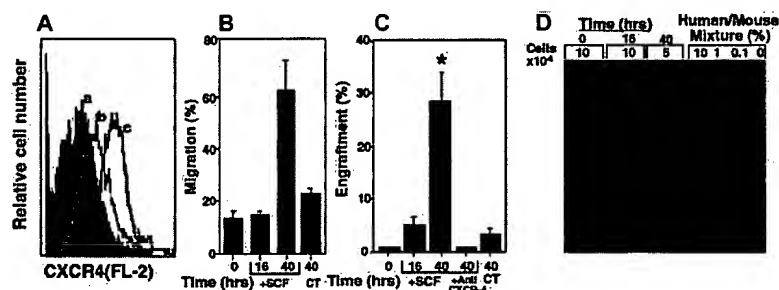 A
Relative cell number
a
b
c
CXCR4(FL-2)
B
Migration (%)
80
60
40
20
0
0 16 40 40
Time (hrs) +SCF CT
C
Engraftment (%)
40
30
20
10
0
*
0 16 40 40 40
Time (hrs) +SCF +Anti CT
CXCR4
D
Time (hrs)
0 16 40
Human/Mouse
Mixture (%)
Cells
x10⁴
10 10 5 10 1 0.1 0